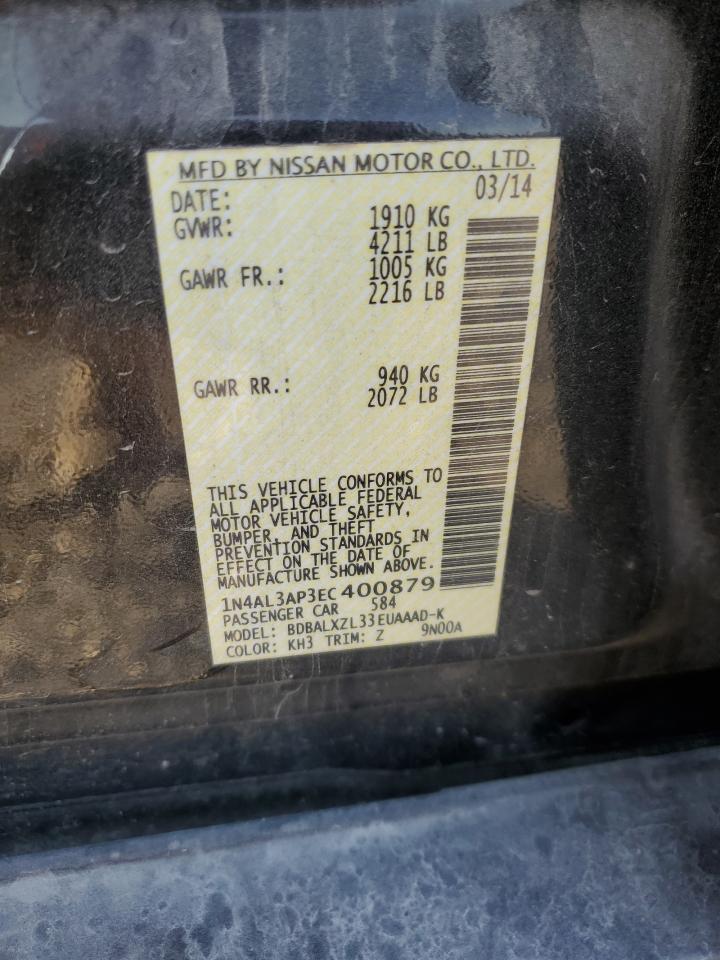 MFD BY NISSAN MOTOR CO., LTD.
DATE: 03/14
GVWR: 1910 KG
4211 LB
GAWR FR.: 1005 KG
2216 LB
GAWR RR.: 940 KG
2072 LB
THIS VEHICLE CONFORMS TO
ALL APPLICABLE FEDERAL
MOTOR VEHICLE SAFETY,
BUMPER, AND THEFT
PREVENTION STANDARDS IN
EFFECT ON THE DATE OF
MANUFACTURE SHOWN ABOVE.
1N4AL3AP3EC400879
PASSENGER CAR 584
MODEL: BDBALXZL33EUAAAD-K
COLOR: KH3 TRIM: Z 9N00A